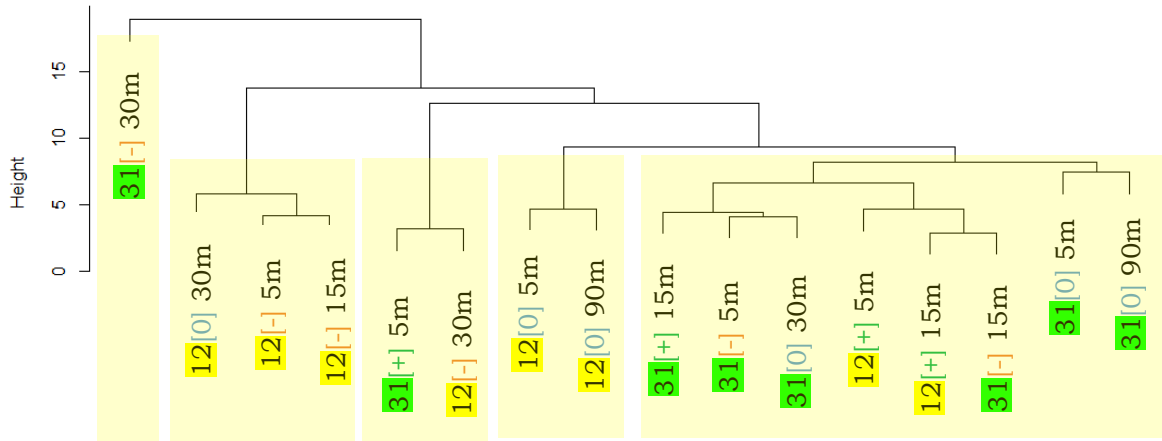 Height
0
5
10
15
31[-] 30m
12[0] 30m
12[-] 5m
12[-] 15m
31[+] 5m
12[-] 30m
12[0] 5m
12[0] 90m
31[+] 15m
31[-] 5m
31[0] 30m
12[+] 5m
12[+] 15m
31[-] 15m
31[0] 5m
31[0] 90m